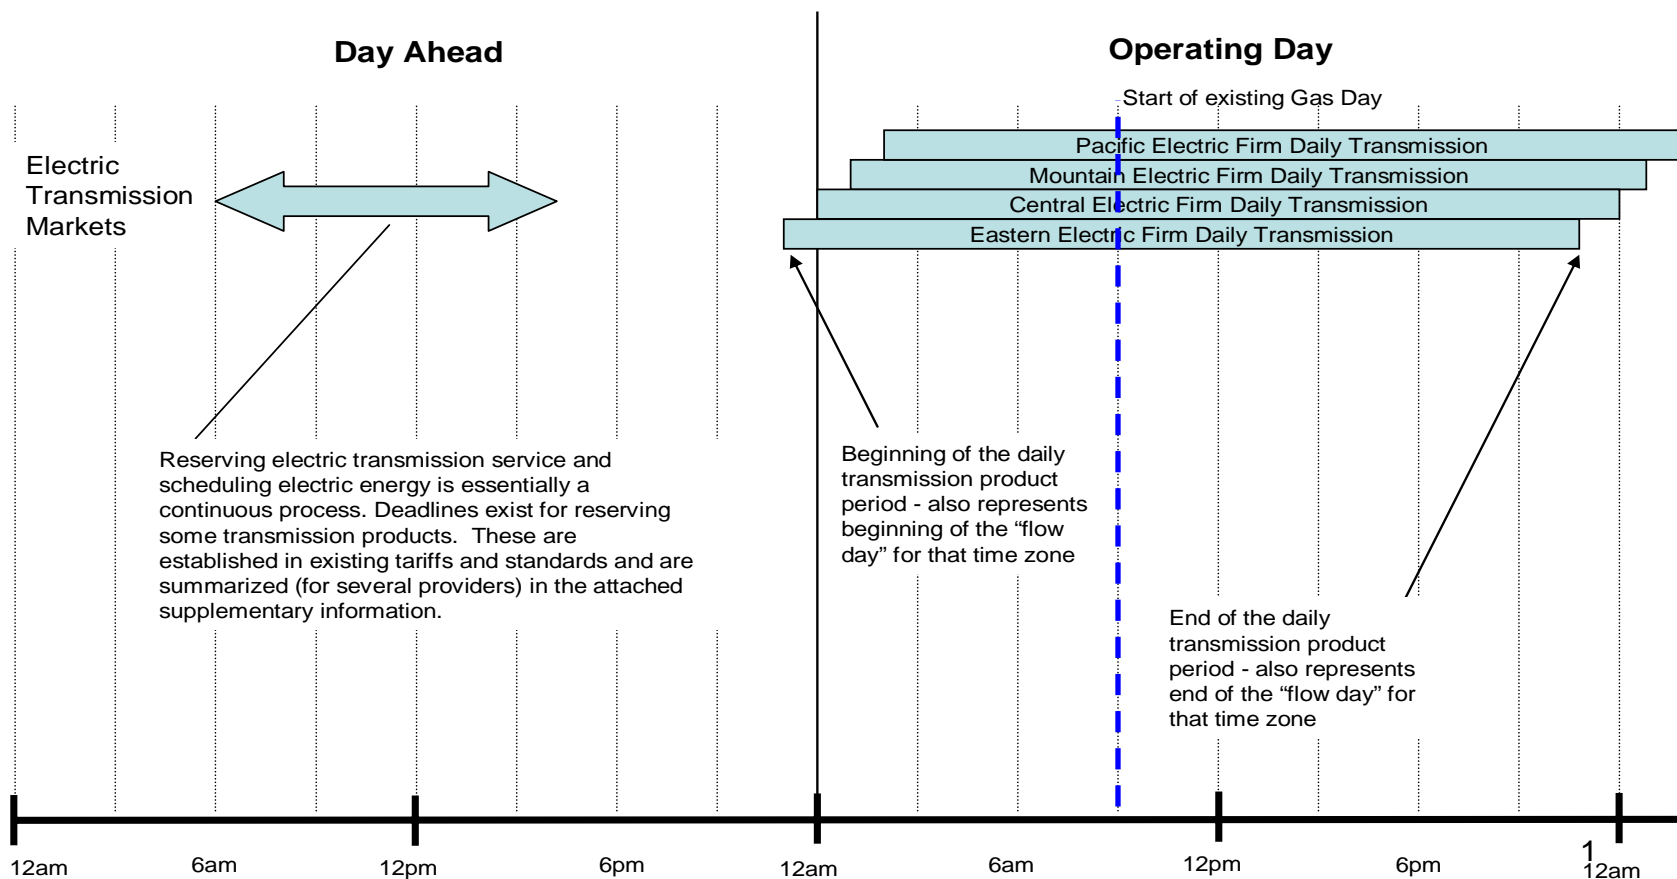 Day Ahead
Operating Day
Start of existing Gas Day
Electric
Transmission
Markets
Pacific Electric Firm Daily Transmission
Mountain Electric Firm Daily Transmission
Central Electric Firm Daily Transmission
Eastern Electric Firm Daily Transmission
Reserving electric transmission service and
scheduling electric energy is essentially a
continuous process. Deadlines exist for reserving
some transmission products.  These are
established in existing tariffs and standards and are
summarized (for several providers) in the attached
supplementary information.
Beginning of the daily
transmission product
period - also represents
beginning of the “flow
day” for that time zone
End of the daily
transmission product
period - also represents
end of the “flow day” for
that time zone
12am
6am
12pm
6pm
12am
6am
12pm
6pm
1
12am